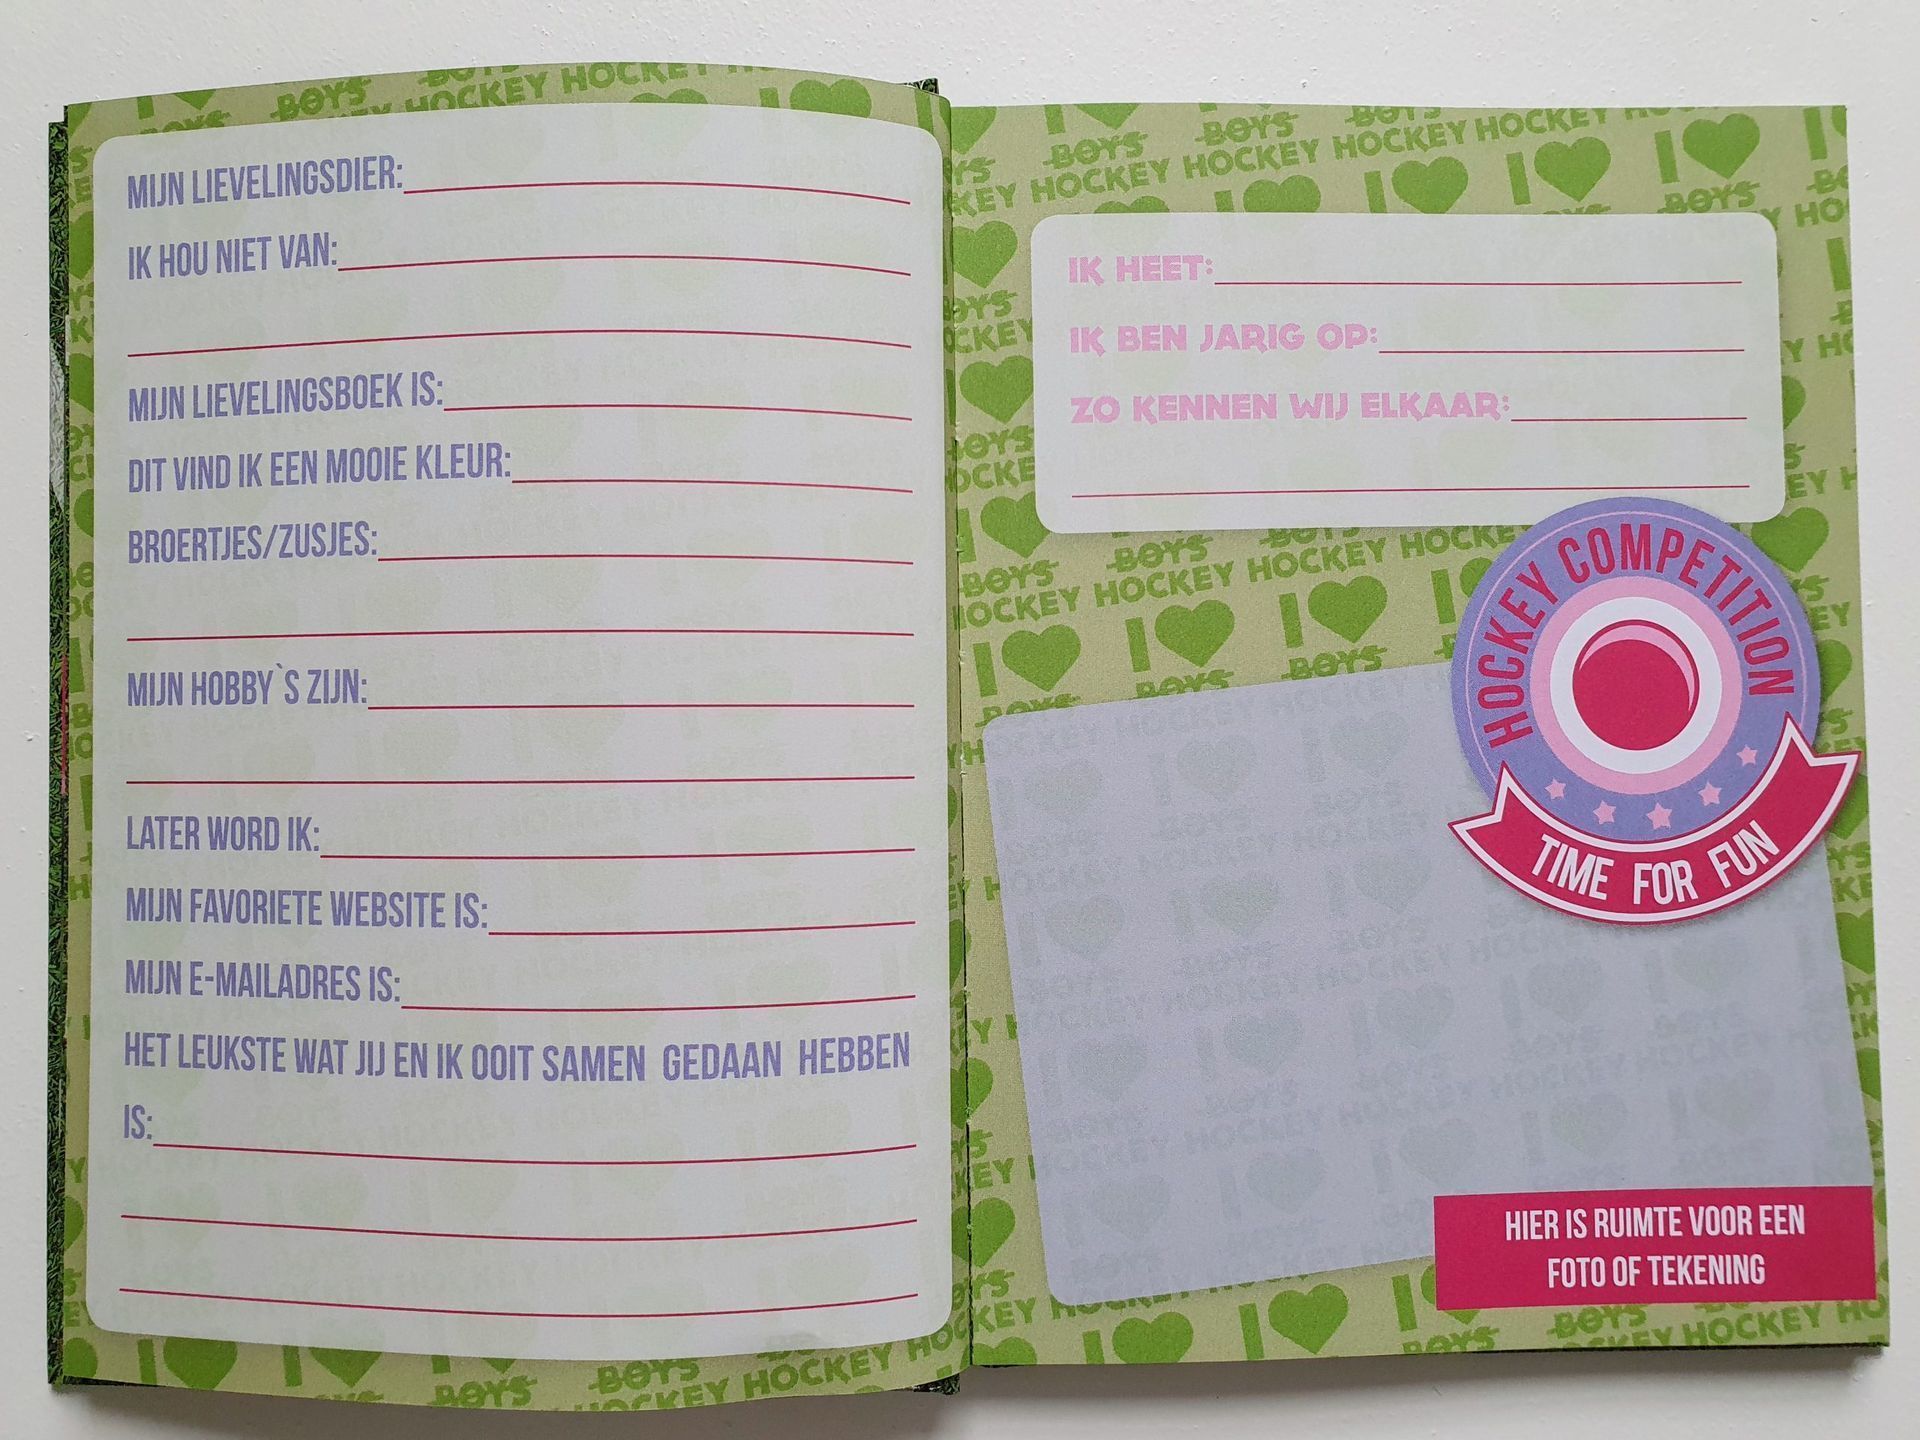 MIJN LIEVELINGSDIER:
IK HOU NIET VAN:
MIJN LIEVELINGSBOEK IS:
DIT VIND IK EEN MOOIE KLEUR:
BROERTJES/ZUSJES:
MIJN HOBBY`S ZIJN:
LATER WORD IK:
MIJN FAVORIETE WEBSITE IS:
MIJN E-MAILADRES IS:
HET LEUKSTE WAT JIJ EN IK OOIT SAMEN GEDAAN HEBBEN
IS:
I BOYS HOCKEY
IK HEET:
IK BEN JARIG OP:
ZO KENNEN WIJ ELKAAR:
HOCKEY COMPETITION
TIME FOR FUN
HIER IS RUIMTE VOOR EEN
FOTO OF TEKENING